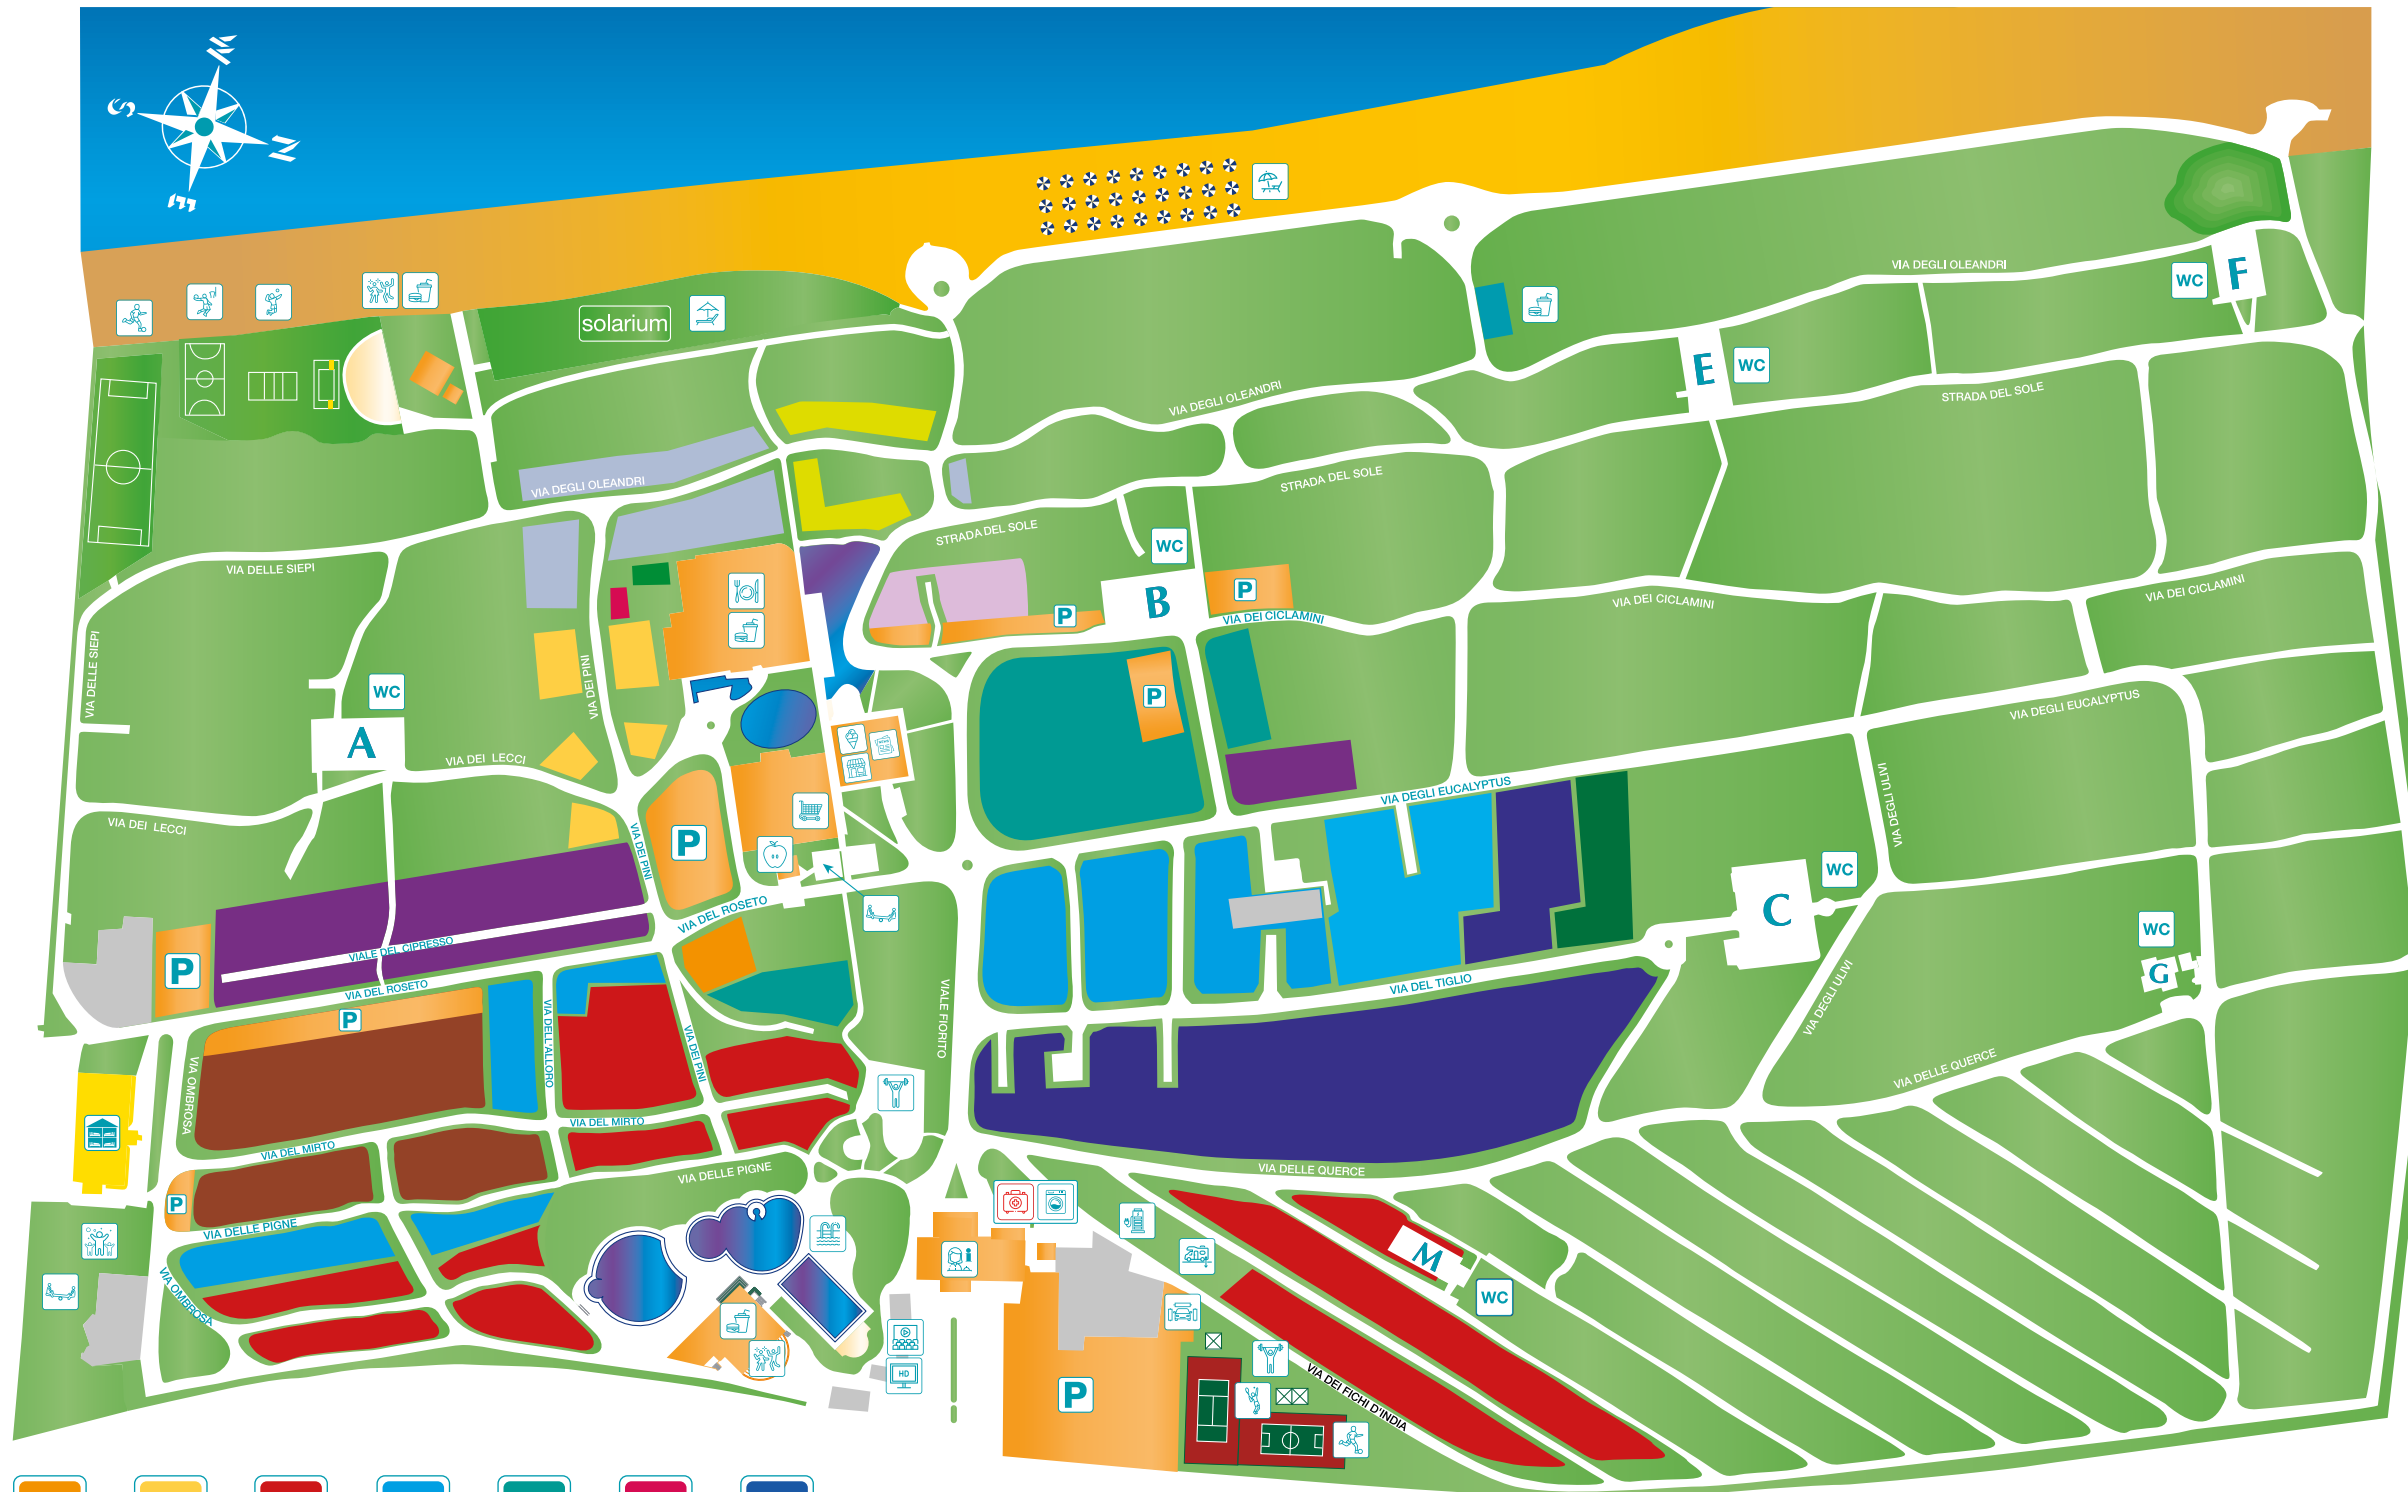 N
S
N
E
solarium
VIA DEGLI OLEANDRI
WC
F
E
WC
VIA DEGLI OLEANDRI
STRADA DEL SOLE
VIA DEGLI OLEANDRI
STRADA DEL SOLE
STRADA DEL SOLE
WC
VIA DELLE SIEPI
B
P
P
VIA DEI CICLAMINI
VIA DEI CICLAMINI
VIA DEI CICLAMINI
VIA DELLE SIEPI
VIA DEI PINI
WC
P
VIA DEGLI EUCALYPTUS
A
VIA DEI LECCI
VIA DEGLI EUCALYPTUS
VIA DEGLI ULIVI
VIA DEI LECCI
P
VIA DEI PINI
WC
C
VIA DEL ROSETO
WC
G
VIALE DEL CIPRESSO
P
VIA DEL ROSETO
VIA DEL TIGLIO
VIA DEGLI ULIVI
P
VIA DELL'ALLORO
VIALE FIORITO
VIA DEI PINI
VIA OMBROSA
VIA DELLE QUERCE
VIA DEL MIRTO
VIA DEL MIRTO
VIA DELLE PIGNE
VIA DELLE QUERCE
P
VIA DELLE PIGNE
M
WC
VIA OMBROSA
HD
P
VIA DEI FICHI D'INDIA